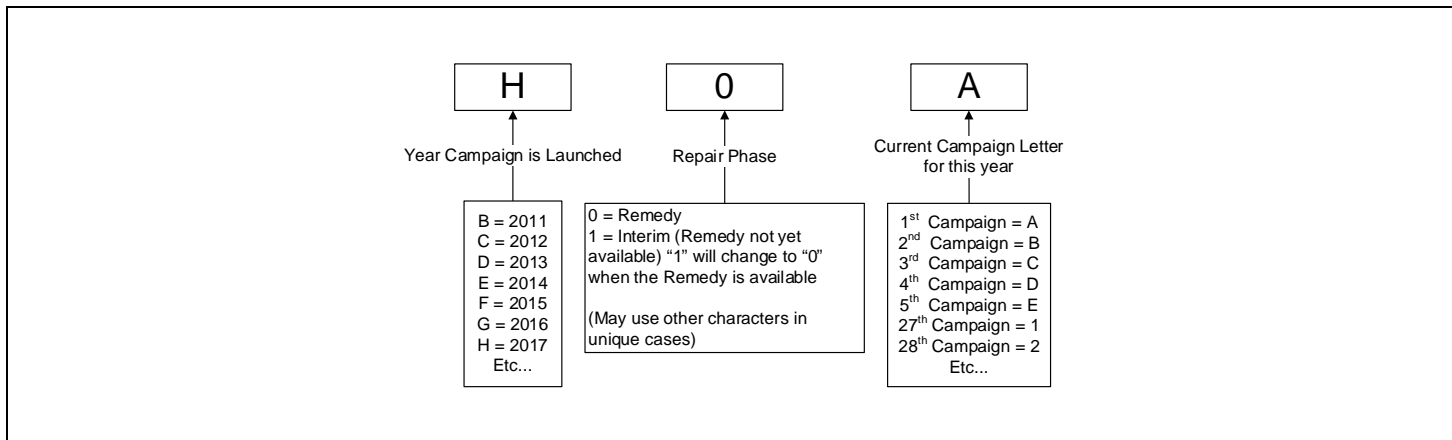 H
0
A
Year Campaign is Launched
Repair Phase
Current Campaign Letter
for this year
B = 2011
C = 2012
D = 2013
E = 2014
F = 2015
G = 2016
H = 2017
Etc...
0 = Remedy
1 = Interim (Remedy not yet
available) “1” will change to “0”
when the Remedy is available
(May use other characters in
unique cases)
1st Campaign = A
2nd Campaign = B
3rd Campaign = C
4th Campaign = D
5th Campaign = E
27th Campaign = 1
28th Campaign = 2
Etc...